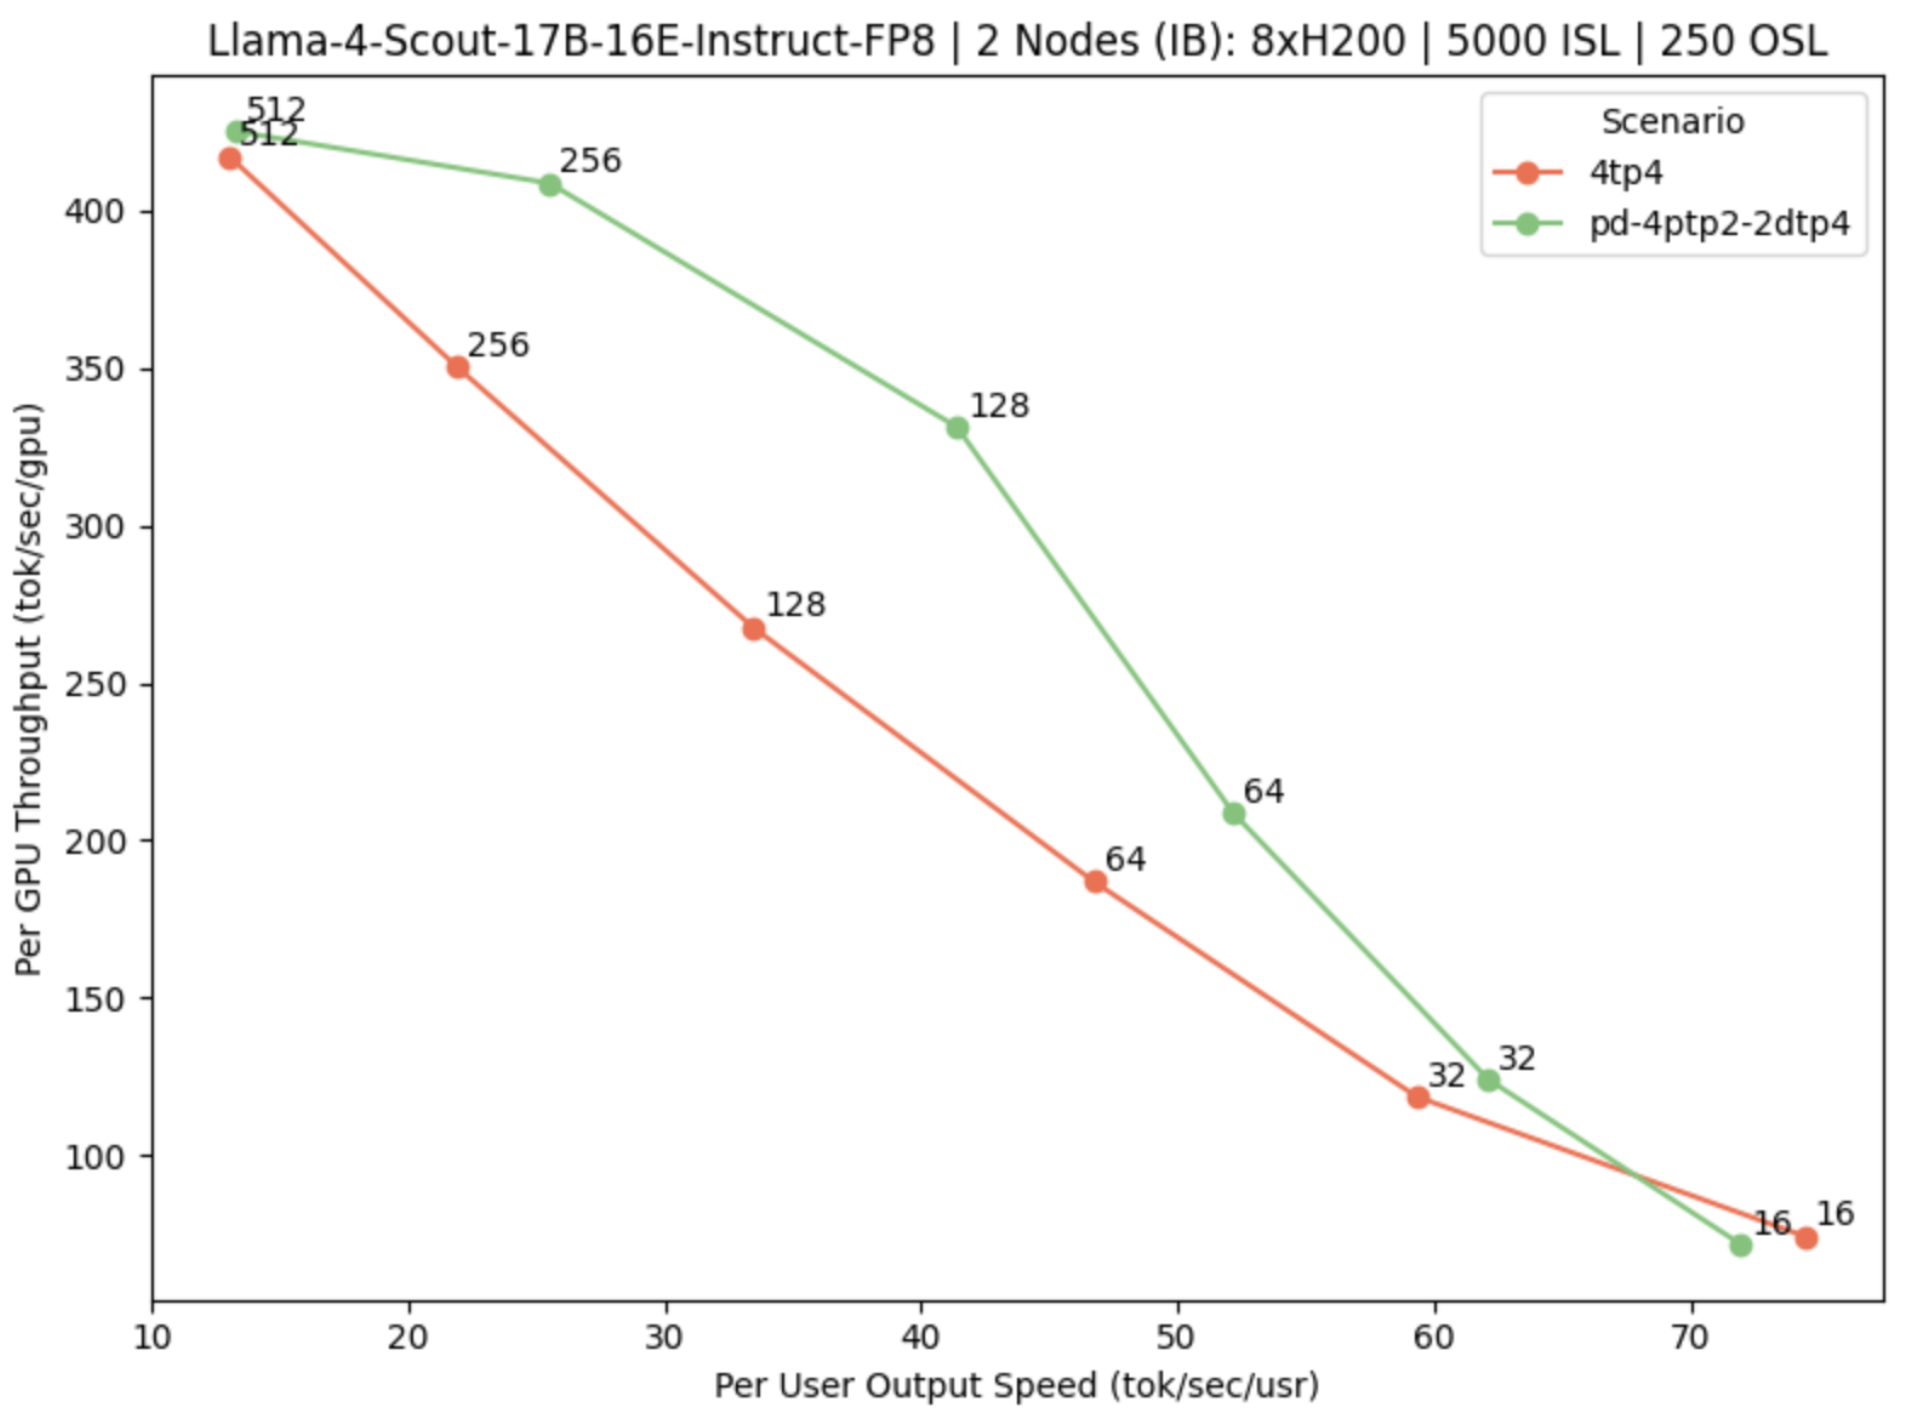 Llama-4-Scout-17B-16E-Instruct-FP8 | 2 Nodes (IB): 8xH200 | 5000 ISL | 250 OSL
Scenario
4tp4
pd-4ptp2-2dtp4
512
512
256
256
128
128
64
64
32
32
16
16
Per GPU Throughput (tok/sec/gpu)
400
350
300
250
200
150
100
10 20 30 40 50 60 70
Per User Output Speed (tok/sec/usr)